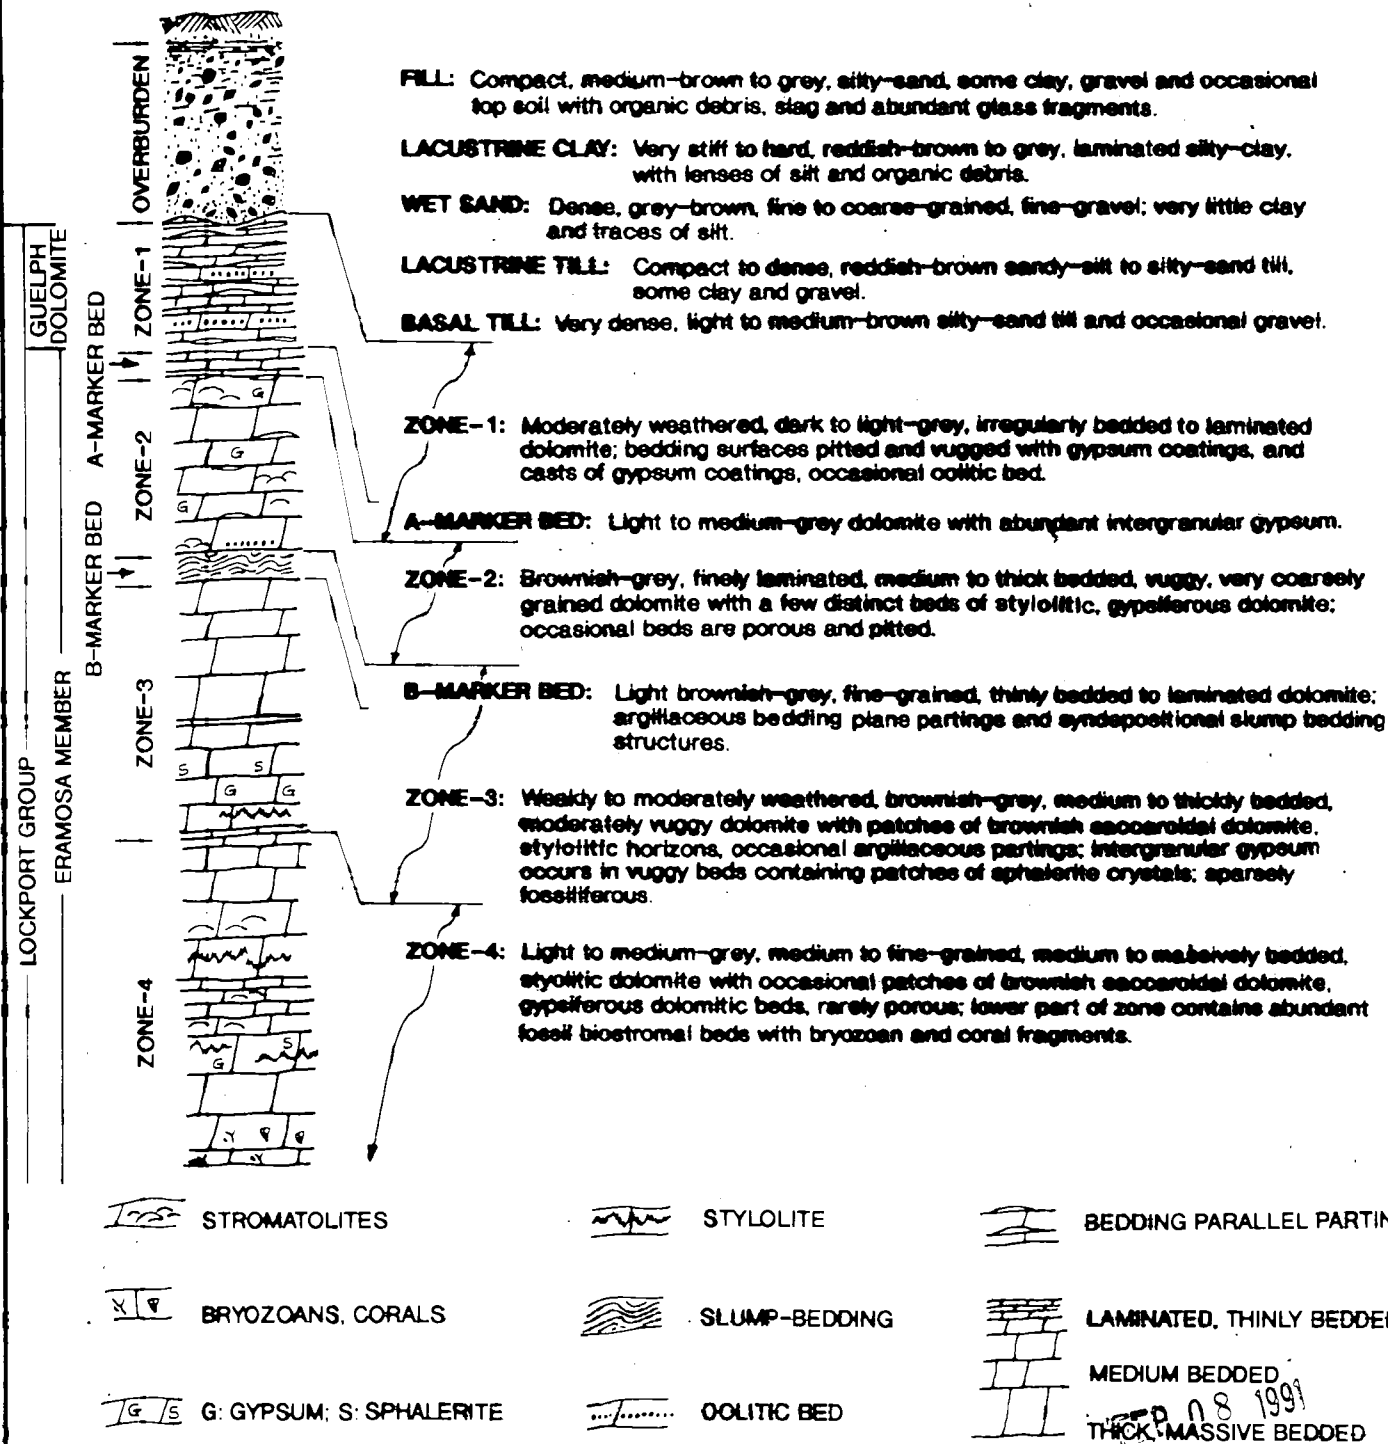 OVERBURDEN
FILL: Compact, medium-brown to grey, silty-sand, some clay, gravel and occasional
top soil with organic debris, slag and abundant glass fragments.
LACUSTRINE CLAY: Very stiff to hard, reddish-brown to grey, laminated silty-clay,
with lenses of silt and organic debris.
WET SAND: Dense, grey-brown, fine to coarse-grained, fine-gravel; very little clay
and traces of silt.
LACUSTRINE TILL: Compact to dense, reddish-brown sandy-silt to silty-sand till,
some clay and gravel.
BASAL TILL: Very dense, light to medium-brown silty-sand till and occasional gravel.
LOCKPORT GROUP
GUELPH
DOLOMITE
ERAMOSA MEMBER
A-MARKER BED
B-MARKER BED
ZONE-1
ZONE-2
ZONE-3
ZONE-4
G
G
G
S
S
G
G
S
G
ZONE-1: Moderately weathered, dark to light-grey, irregularly bedded to laminated
dolomite; bedding surfaces pitted and vugged with gypsum coatings, and
casts of gypsum coatings, occasional oolitic bed.
A-MARKER BED: Light to medium-grey dolomite with abundant intergranular gypsum.
ZONE-2: Brownish-grey, finely laminated, medium to thick bedded, vuggy, very coarsely
grained dolomite with a few distinct beds of stylolitic, gypsiferous dolomite;
occasional beds are porous and pitted.
B-MARKER BED: Light brownish-grey, fine-grained, thinly bedded to laminated dolomite;
argillaceous bedding plane partings and syndepositional slump bedding
structures.
ZONE-3: Weakly to moderately weathered, brownish-grey, medium to thickly bedded,
moderately vuggy dolomite with patches of brownish saccaroidal dolomite,
stylolitic horizons, occasional argillaceous partings; intergranular gypsum
occurs in vuggy beds containing patches of sphalerite crystals; sparsely
fossiliferous.
ZONE-4: Light to medium-grey, medium to fine-grained, medium to massively bedded,
styolitic dolomite with occasional patches of brownish saccaroidal dolomite,
gypsiferous dolomitic beds, rarely porous; lower part of zone contains abundant
fossil biostromal beds with bryozoan and coral fragments.
STROMATOLITES
STYLOLITE
BEDDING PARALLEL PARTIN
BRYOZOANS, CORALS
SLUMP-BEDDING
LAMINATED, THINLY BEDDE
MEDIUM BEDDED
G S G: GYPSUM; S: SPHALERITE
OOLITIC BED
08 1991
THICK, MASSIVE BEDDED